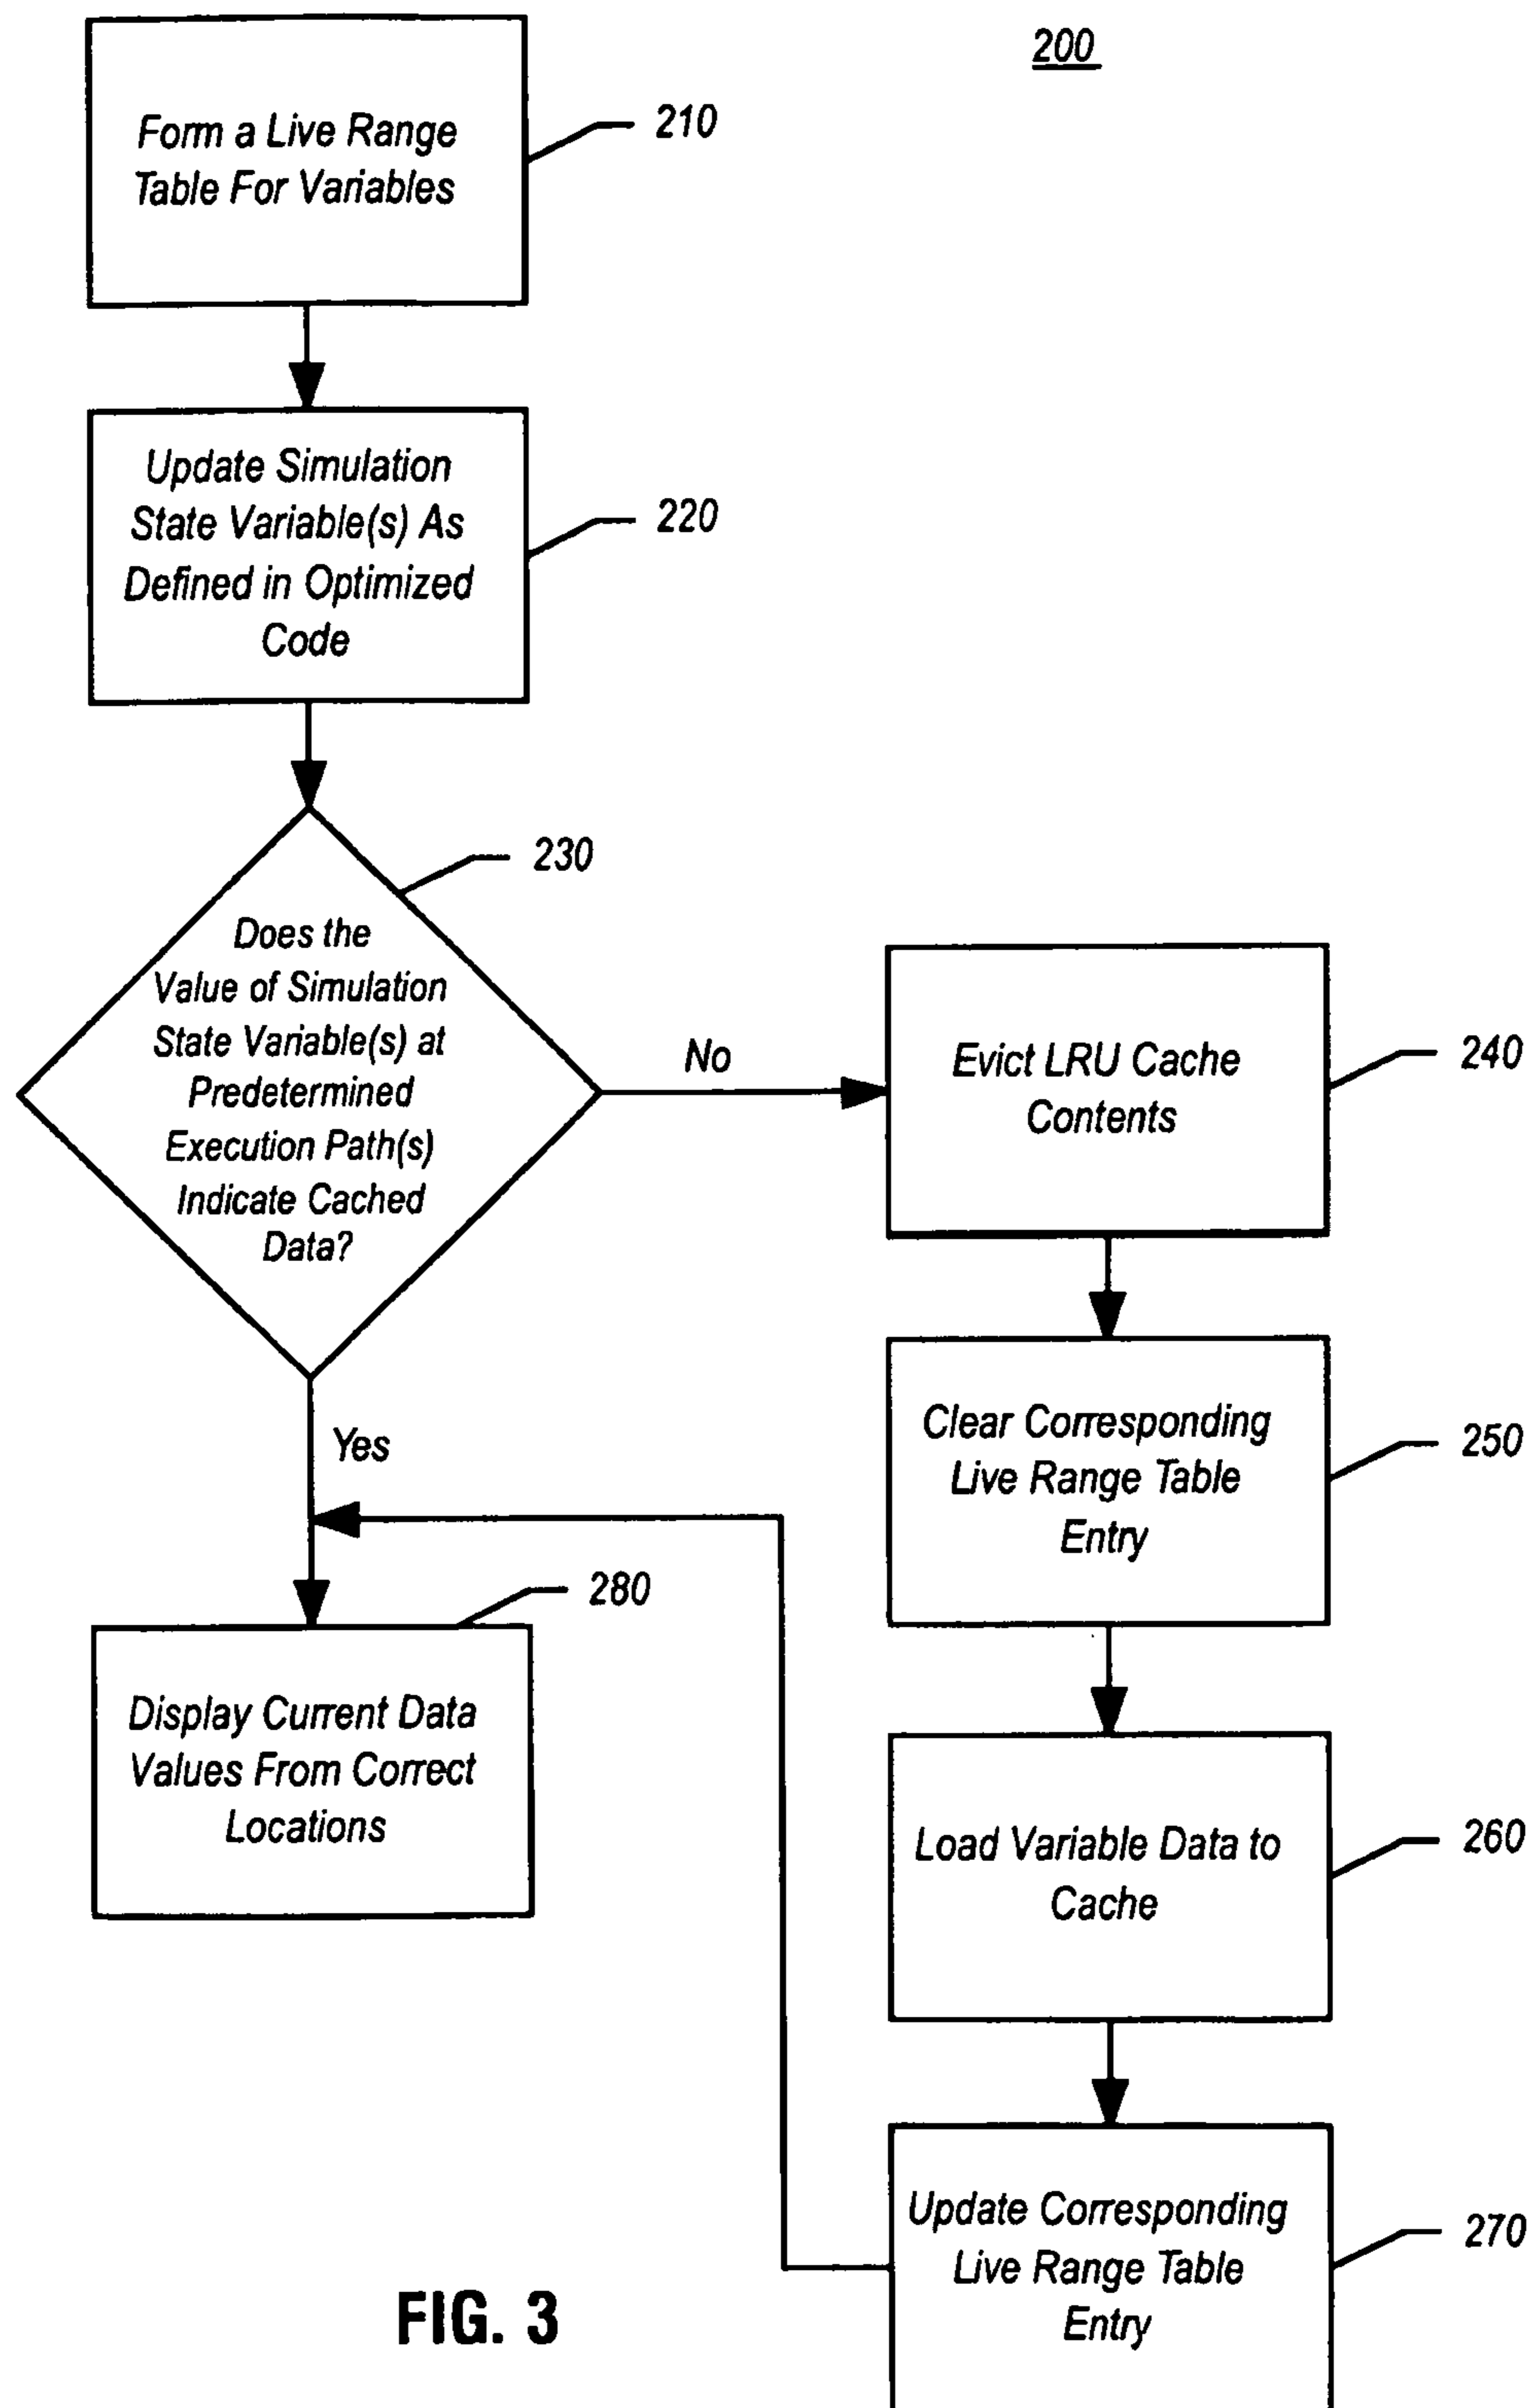 200
Form a Live Range
Table For Variables
210
Update Simulation
State Variable(s) As
Defined in Optimized
Code
220
230
Does the
Value of Simulation
State Variable(s) at
Predetermined
Execution Path(s)
Indicate Cached
Data?
No
Evict LRU Cache
Contents
240
Clear Corresponding
Live Range Table
Entry
250
Yes
280
Display Current Data
Values From Correct
Locations
Load Variable Data to
Cache
260
Update Corresponding
Live Range Table
Entry
270
FIG. 3